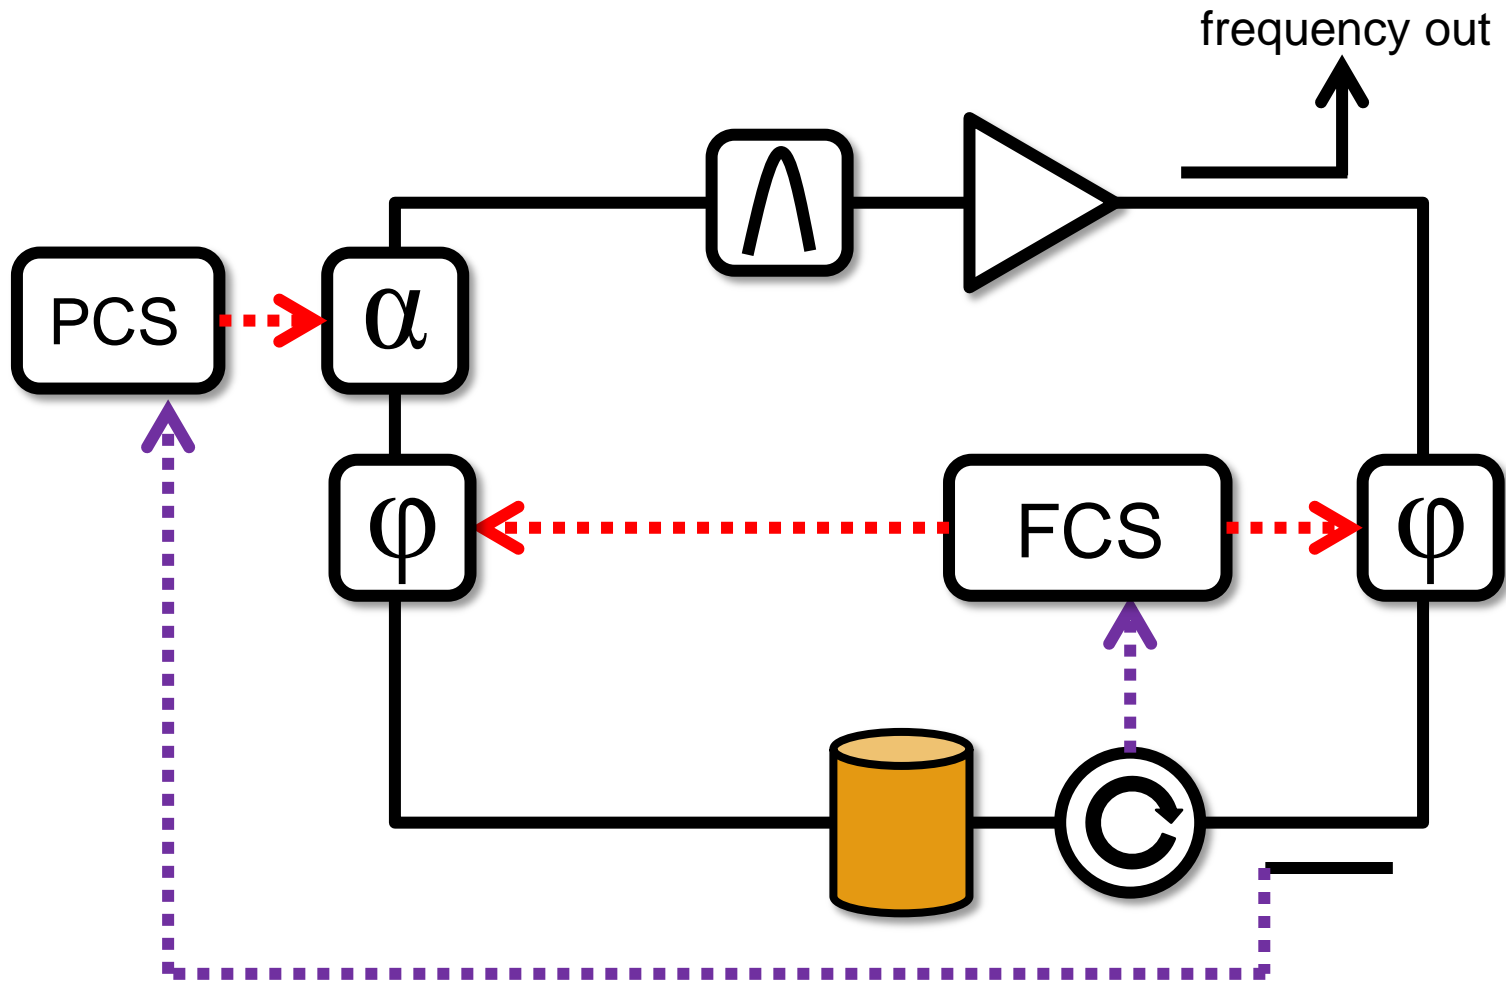 frequency out
PCS
α
φ
FCS
φ